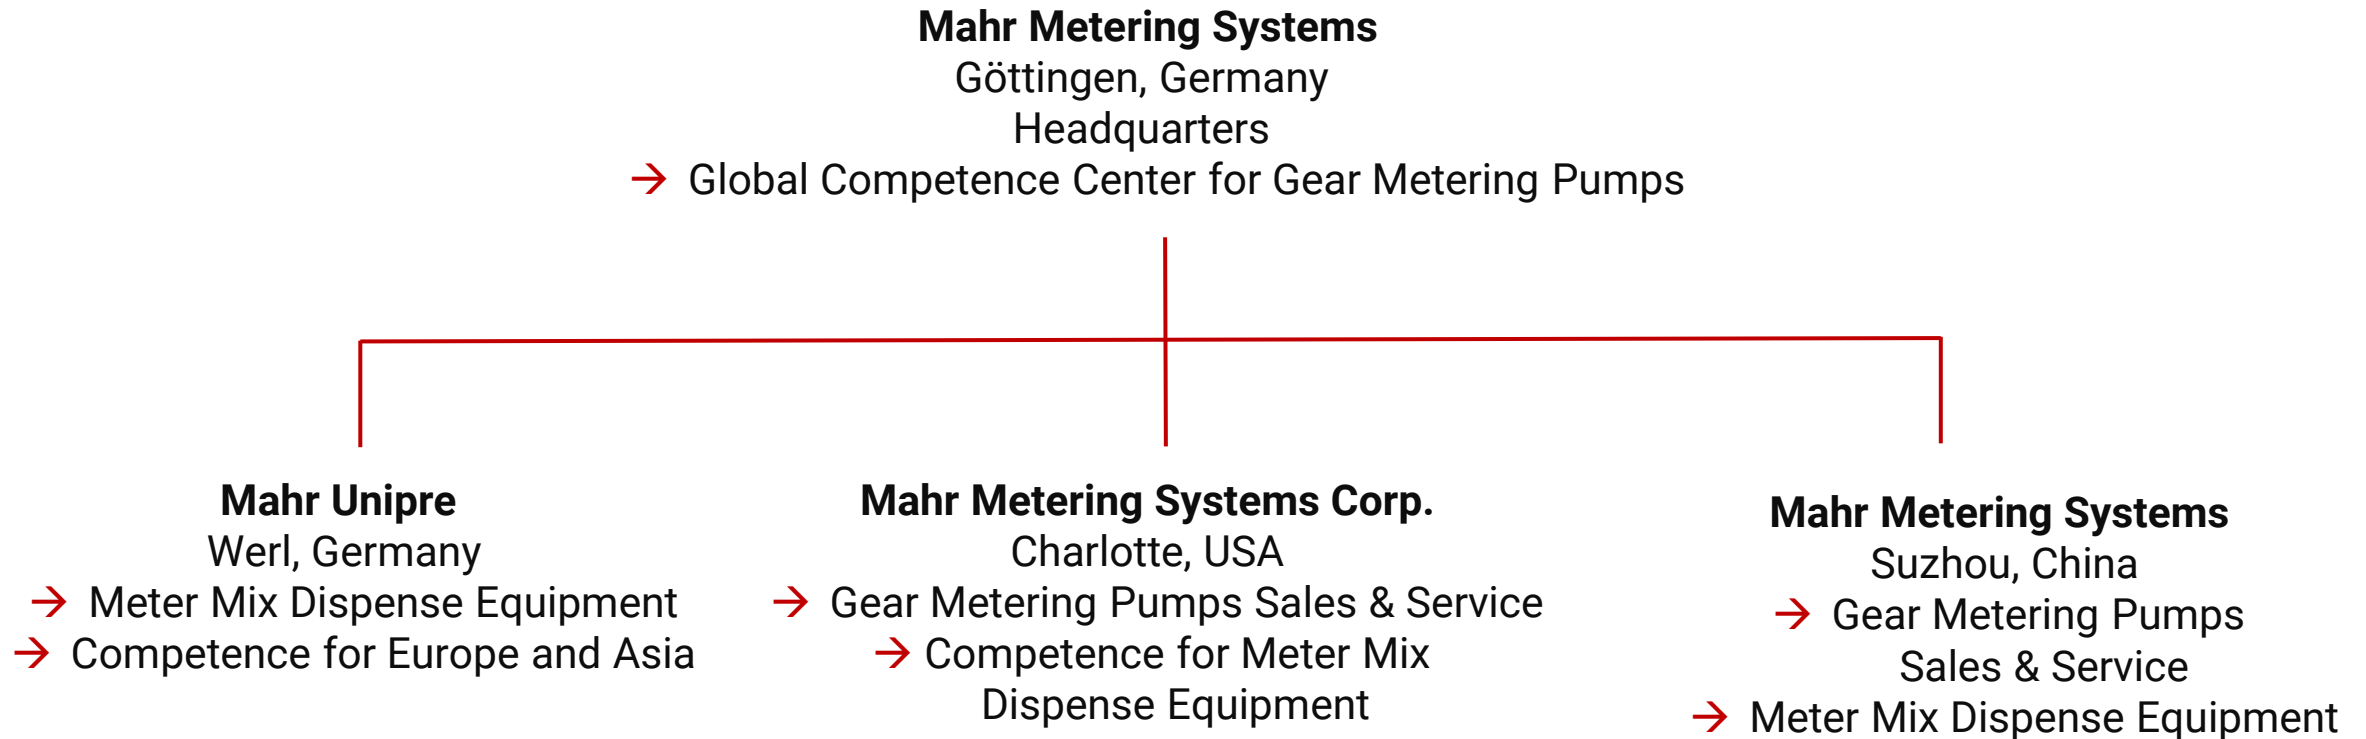 Mahr Metering Systems
Göttingen, Germany
Headquarters
→ Global Competence Center for Gear Metering Pumps
Mahr Unipre
Werl, Germany
→ Meter Mix Dispense Equipment
→ Competence for Europe and Asia
Mahr Metering Systems Corp.
Charlotte, USA
→ Gear Metering Pumps Sales & Service
→ Competence for Meter Mix
Dispense Equipment
Mahr Metering Systems
Suzhou, China
→ Gear Metering Pumps
Sales & Service
→ Meter Mix Dispense Equipment